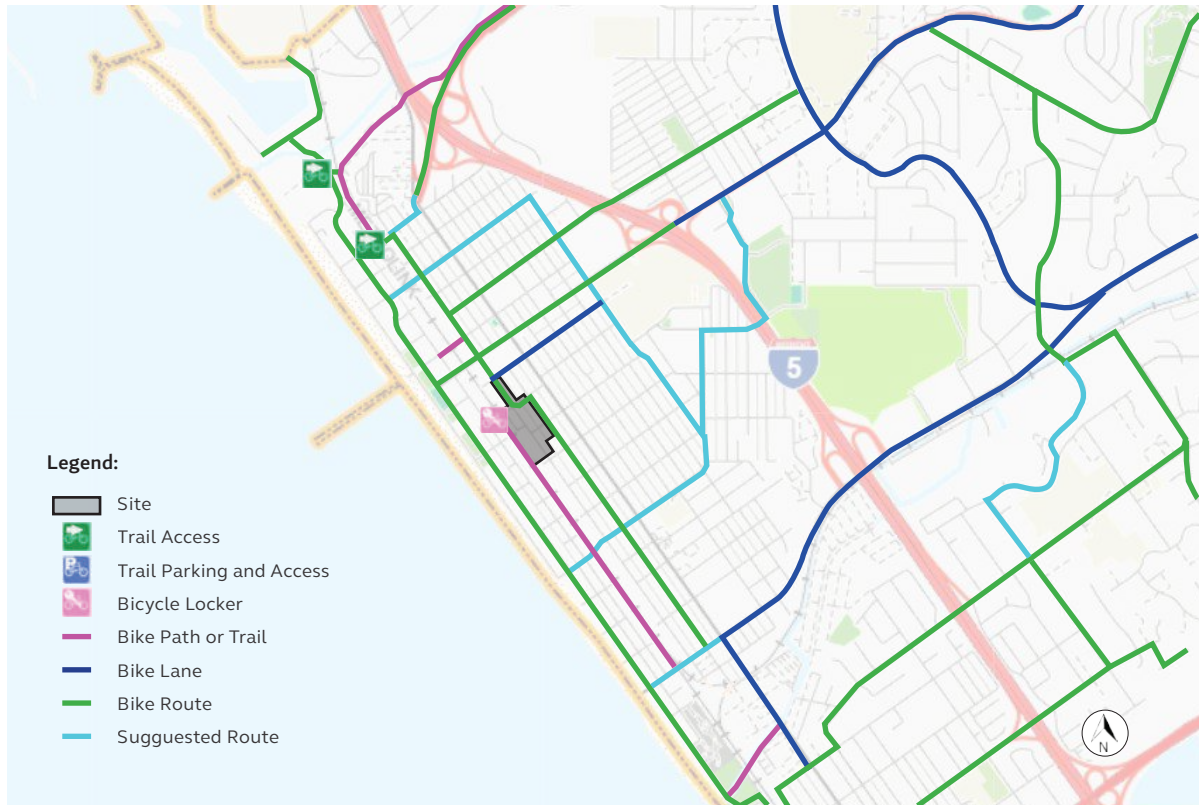 5
Legend:
Site
Trail Access
P
Trail Parking and Access
Bicycle Locker
Bike Path or Trail
Bike Lane
Bike Route
Sugguested Route
N